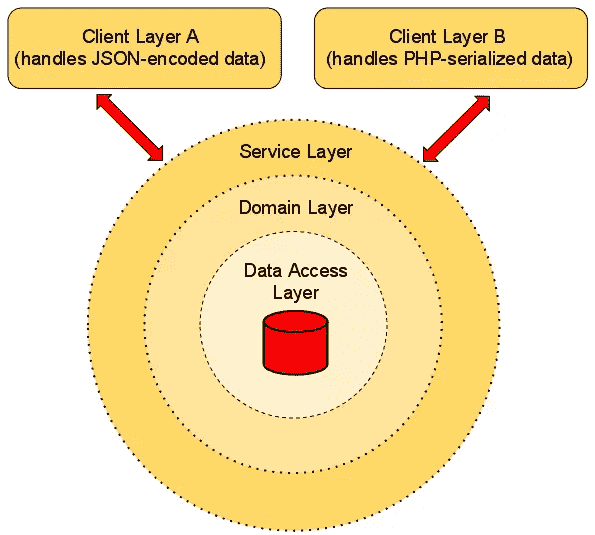 Client Layer A
(handles JSON-encoded data)
Client Layer B
(handles PHP-serialized data)
Service Layer
Domain Layer
Data Access
Layer